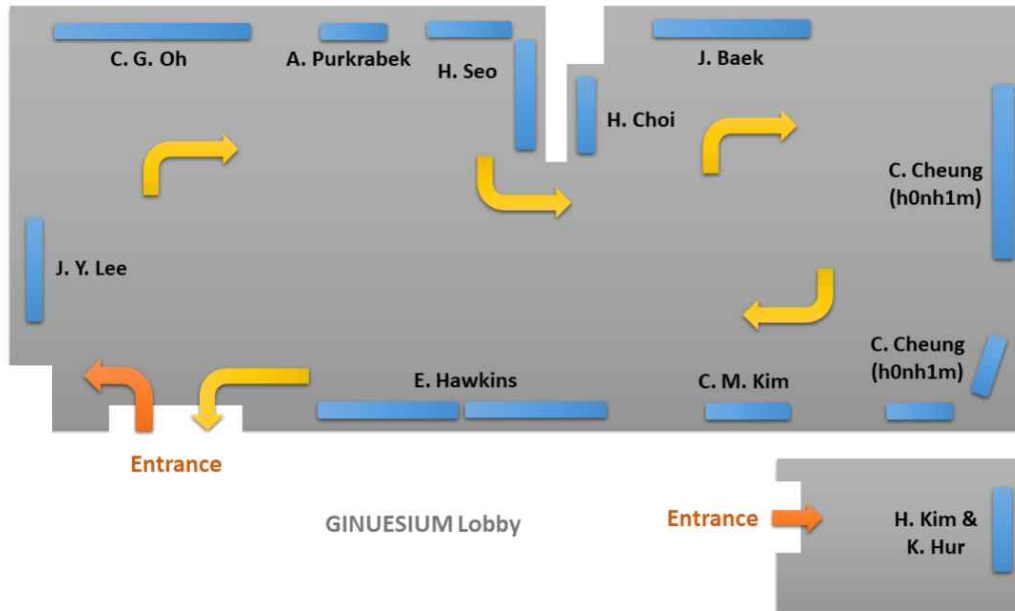 C. G. Oh
A. Purkrabek
H. Seo
J. Baek
H. Choi
C. Cheung
(h0nh1m)
J. Y. Lee
C. Cheung
(h0nh1m)
E. Hawkins
C. M. Kim
Entrance
GINUESIUM Lobby
Entrance
H. Kim &
K. Hur